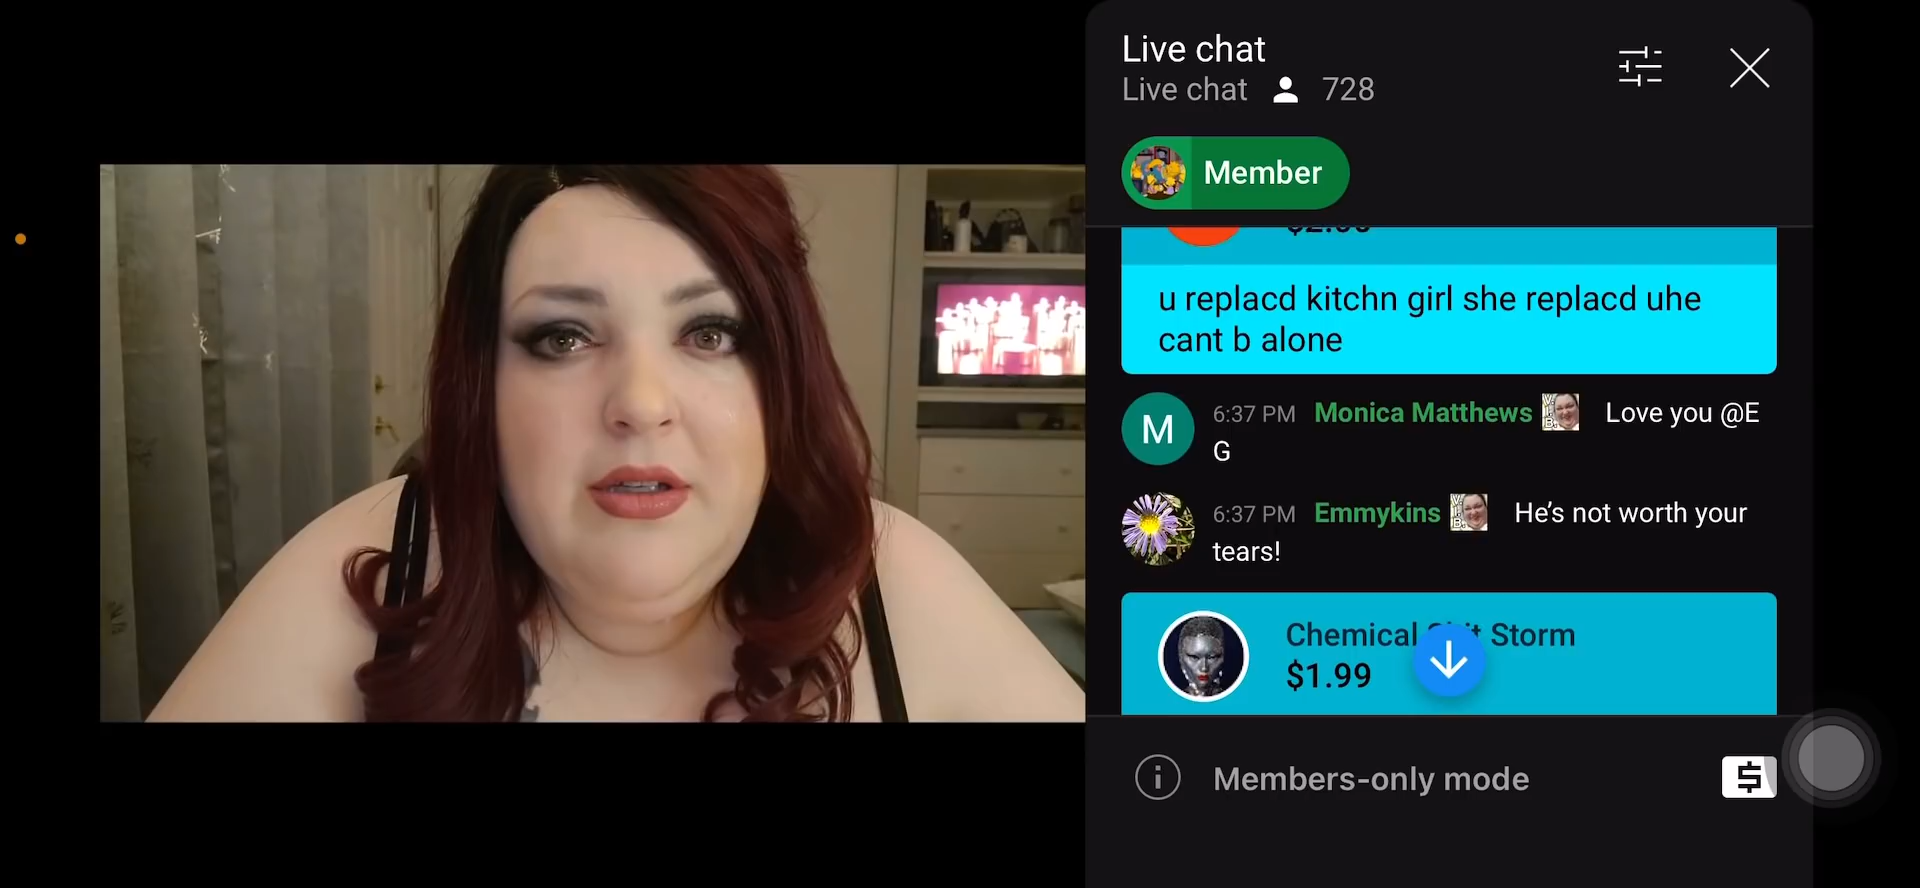 Live chat
Live chat 728
Member
u replacd kitchn girl she replacd uhe
cant b alone
M 6:37 PM Monica Matthews Love you @E
G
6:37 PM Emmykins He's not worth your
tears!
Chemical Storm
$1.99
Members-only mode